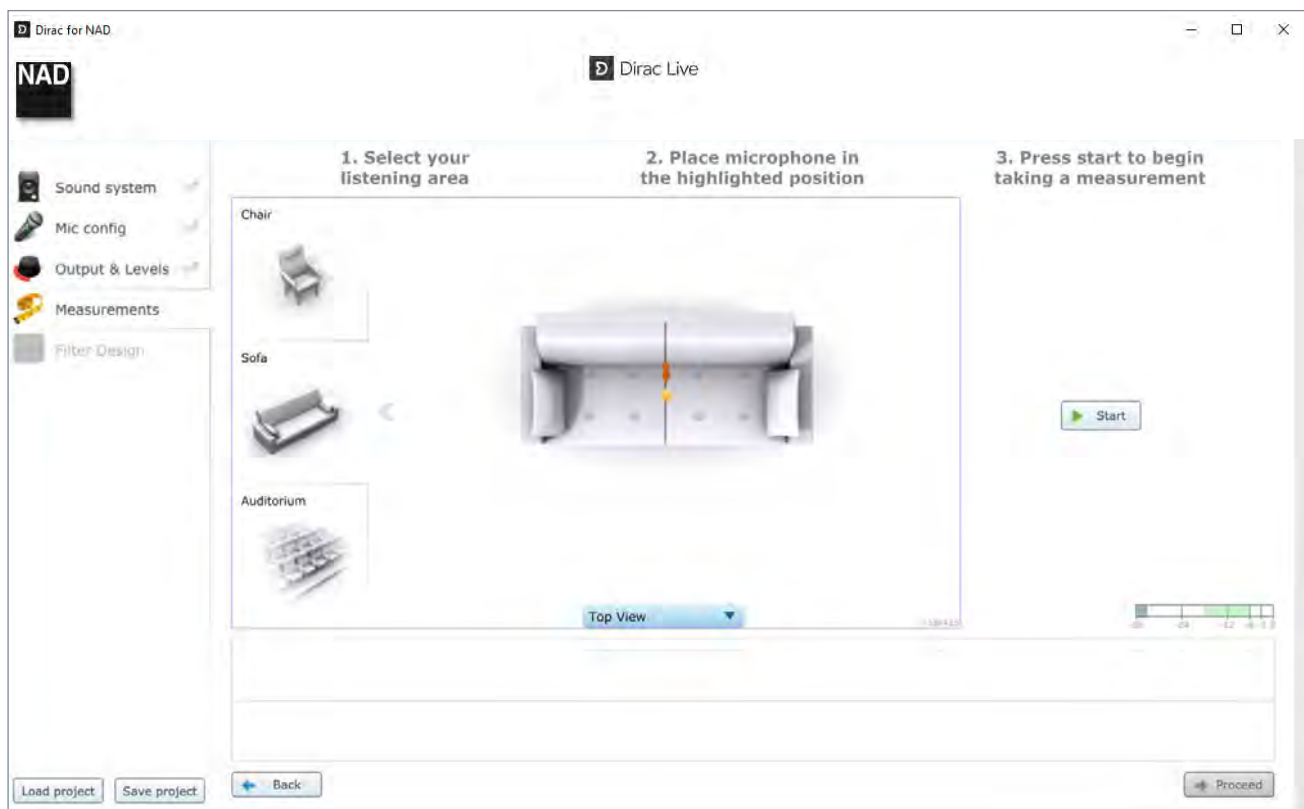 Dirac for NAD
NAD
Dirac Live
Sound system
Mic config
Output & Levels
Measurements
Filter Design
1. Select your
listening area
2. Place microphone in
the highlighted position
3. Press start to begin
taking a measurement
Chair
Sofa
Auditorium
Top View
Start
-24
-12
Load project
Save project
Back
Proceed